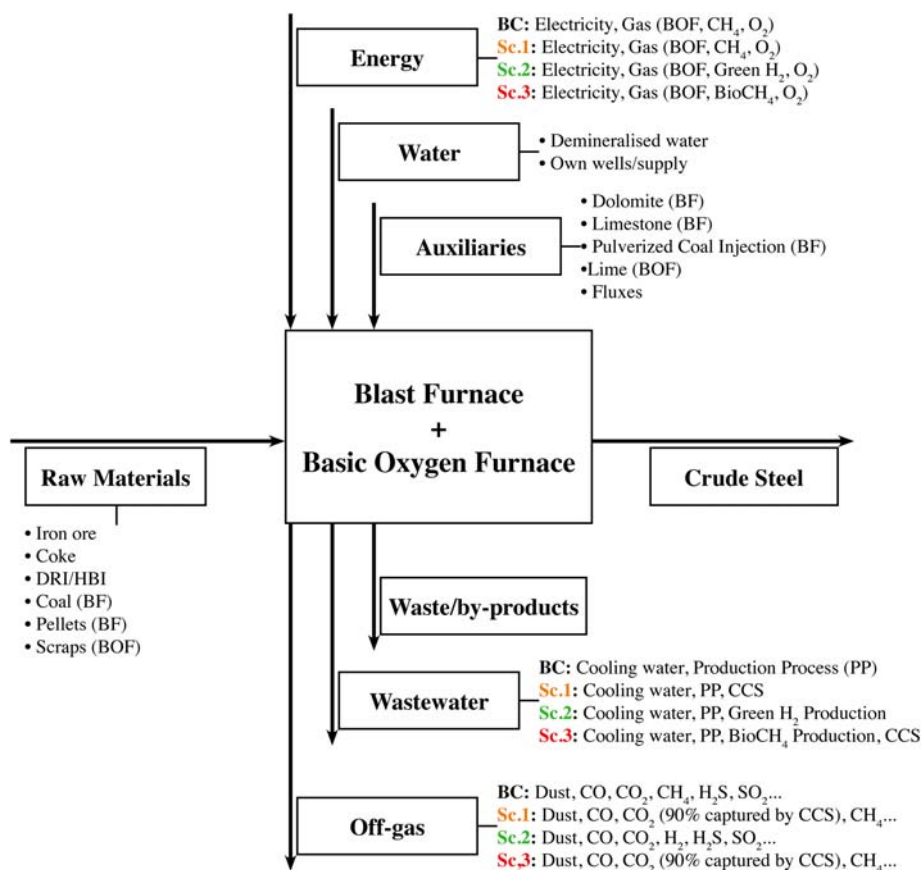 BC: Electricity, Gas (BOF, CH₄, O₂)
Energy
Sc.1: Electricity, Gas (BOF, CH₄, O₂)
Sc.2: Electricity, Gas (BOF, Green H₂, O₂)
Sc.3: Electricity, Gas (BOF, BioCH₄, O₂)
Water
• Demineralised water
• Own wells/supply
Auxiliaries
• Dolomite (BF)
• Limestone (BF)
• Pulverized Coal Injection (BF)
•Lime (BOF)
• Fluxes
Blast Furnace
+
Basic Oxygen Furnace
Raw Materials
• Iron ore
• Coke
• DRI/HBI
• Coal (BF)
• Pellets (BF)
• Scraps (BOF)
Crude Steel
Waste/by-products
Wastewater
BC: Cooling water, Production Process (PP)
Sc.1: Cooling water, PP, CCS
Sc.2: Cooling water, PP, Green H₂ Production
Sc.3: Cooling water, PP, BioCH₄ Production, CCS
Off-gas
BC: Dust, CO, CO₂, CH₄, H₂S, SO₂...
Sc.1: Dust, CO, CO₂ (90% captured by CCS), CH₄...
Sc.2: Dust, CO, CO₂, H₂, H₂S, SO₂...
Sc.3: Dust, CO, CO₂ (90% captured by CCS), CH₄...